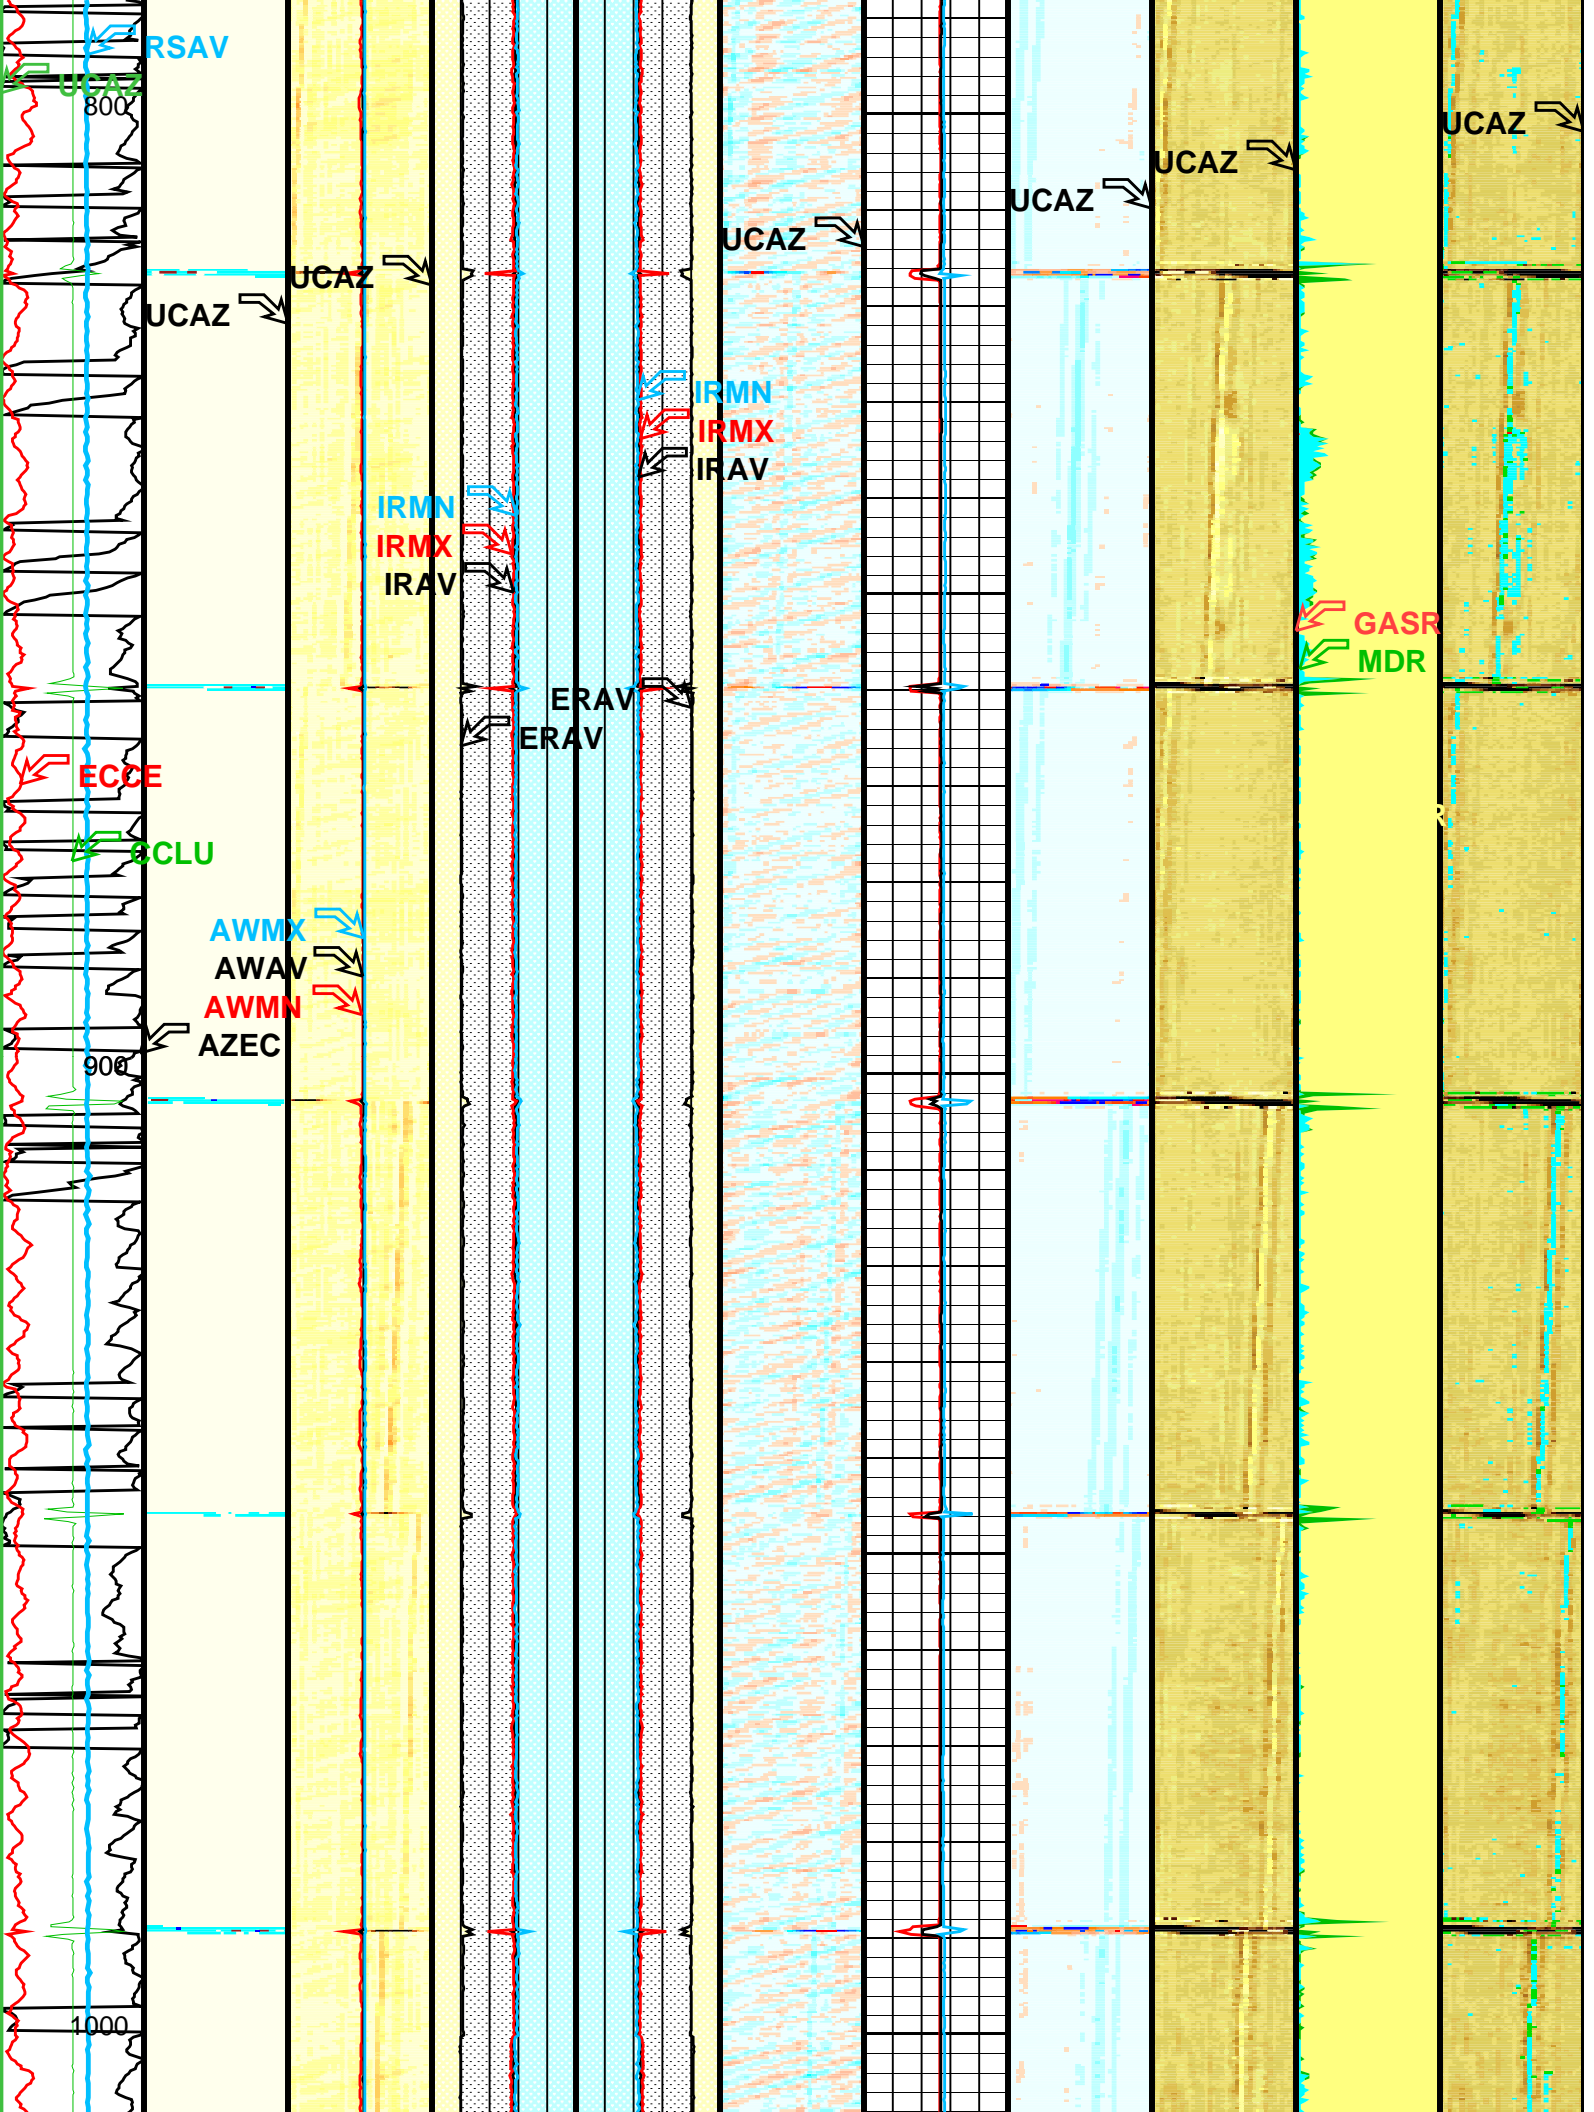 RSAV
UCAZ
800
UCAZ
UCAZ
UCAZ
UCAZ
UCAZ
UCAZ
IRMN
IRMX
IRAV
IRMN
IRMX
IRAV
GASR
MDR
ERAV
ERAV
ECCE
R
CCLU
AWMX
AWAV
AWMN
AZEC
900
1000